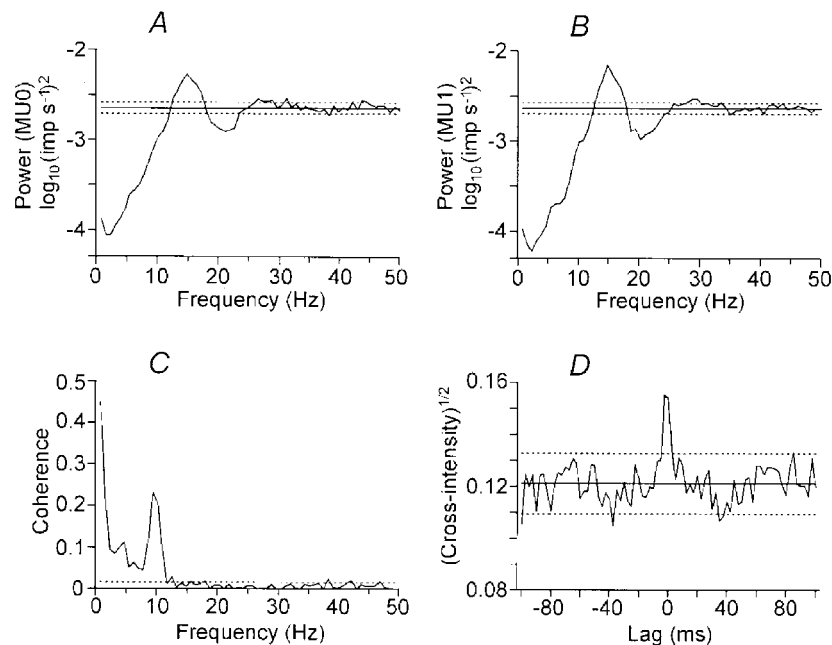 A
Power (MU0)
log10(imp s-1)2
-2
-3
-4
0 10 20 30 40 50
Frequency (Hz)
B
Power (MU1)
log10(imp s-1)2
-2
-3
-4
0 10 20 30 40 50
Frequency (Hz)
C
Coherence
0.5
0.4
0.3
0.2
0.1
0
0 10 20 30 40 50
Frequency (Hz)
D
(Cross-intensity)1/2
0.16
0.12
0.08
-80 -40 0 40 80
Lag (ms)